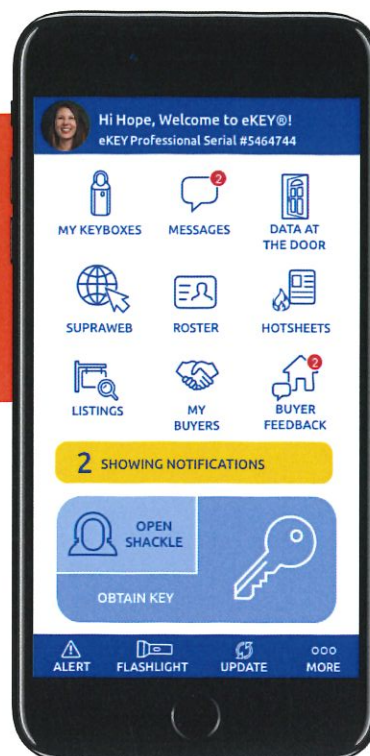 Hi Hope, Welcome to eKEY®!
eKEY Professional Serial #5464744
MY KEYBOXES
2
MESSAGES
DATA AT
THE DOOR
SUPRAWEB
ROSTER
HOTSHEETS
LISTINGS
MY
BUYERS
2
BUYER
FEEDBACK
2 SHOWING NOTIFICATIONS
OPEN
SHACKLE
OBTAIN KEY
ALERT
FLASHLIGHT
UPDATE
MORE